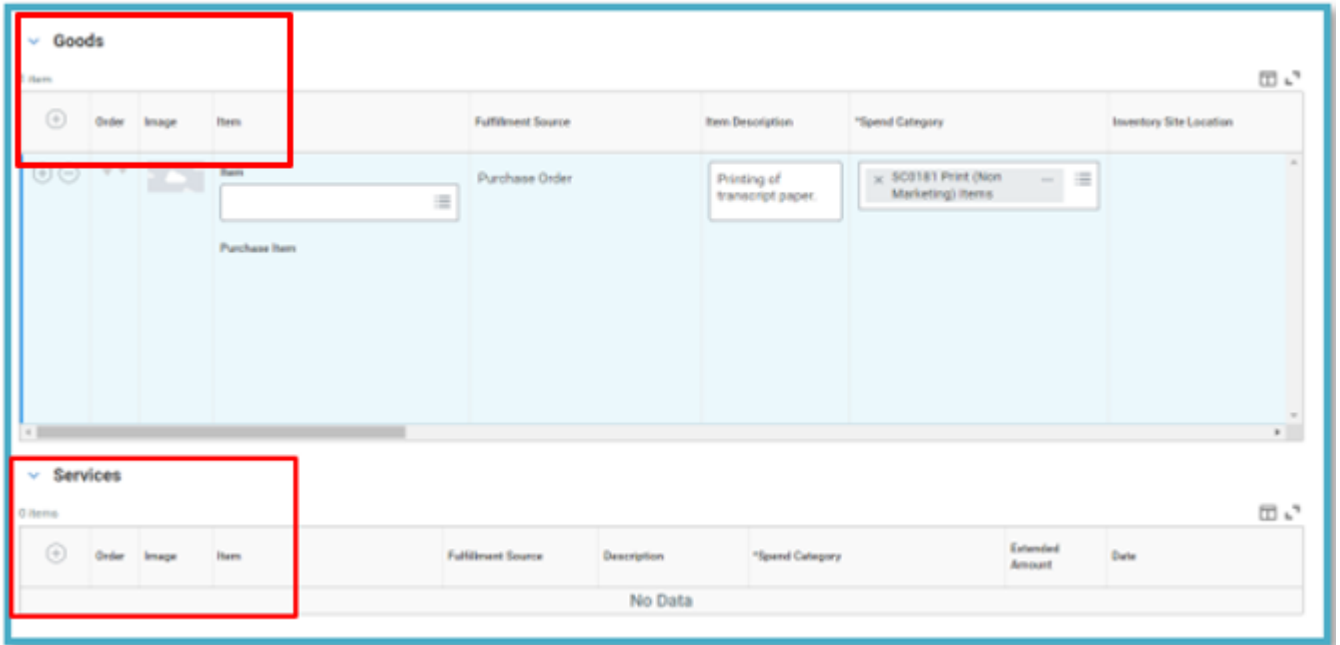 Goods
1 item
Order Image Item Fulfillment Source Item Description *Spend Category Inventory Site Location
Item
Purchase Order
Printing of
transcript paper.
SC0181 Print (Non
Marketing) Items
Purchase Item
Services
0 items
Order Image Item Fulfillment Source Description *Spend Category Extended
Amount Date
No Data